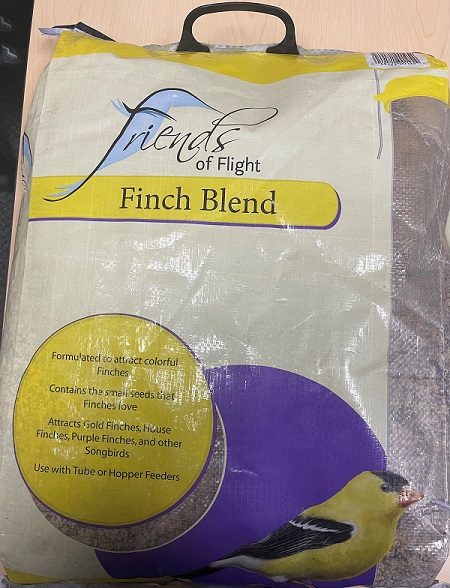 Friends
of Flight
Finch Blend
Formulated to attract colorful
Finches
Contains the small seeds that
Finches love
Attracts Gold Finches, House
Finches, Purple Finches, and other
Songbirds
Use with Tube or Hopper Feeders